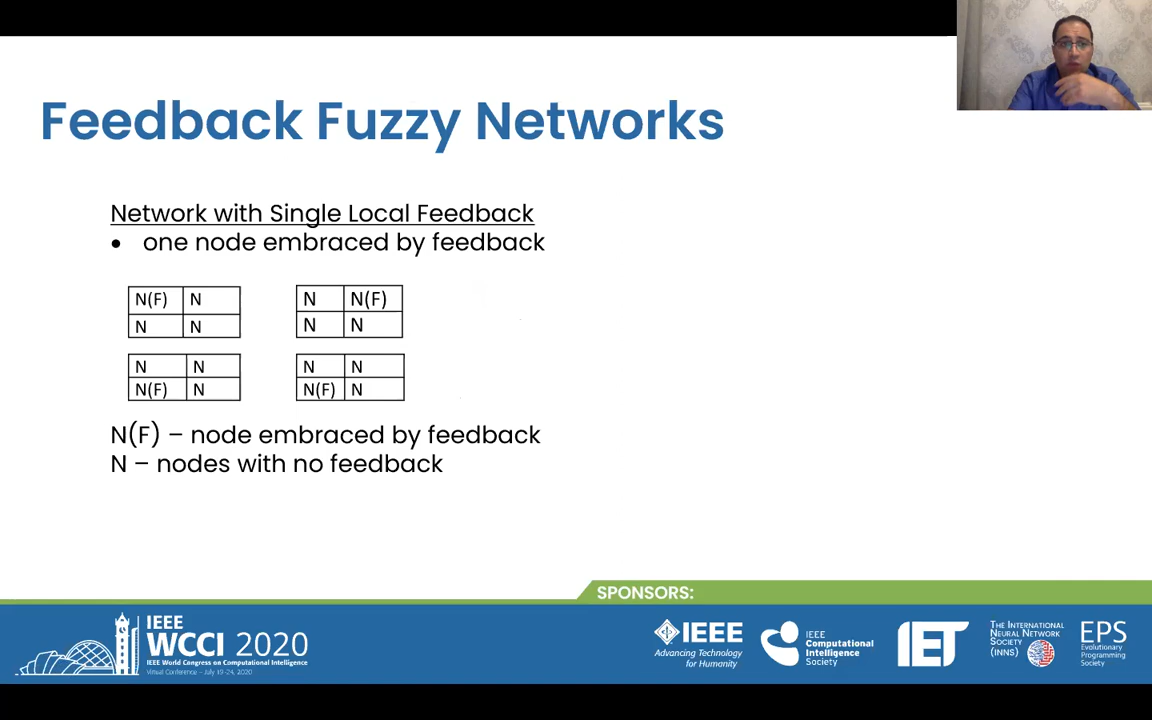 Feedback Fuzzy Networks
Network with Single Local Feedback
• one node embraced by feedback
N(F) N
N N
N N(F)
N N
N N
N(F) N
N N
N(F) N
N(F) – node embraced by feedback
N – nodes with no feedback
SPONSORS:
IEEE
WCCI 2020
IEEE World Congress on Computational Intelligence
Virtual Conference – July 19-24, 2020
IEEE
Advancing Technology
for Humanity
IEEE
Computational
Intelligence
Society
IET
The International
Neural Network
Society
(INNS)
EPS
Evolutionary
Programming
Society